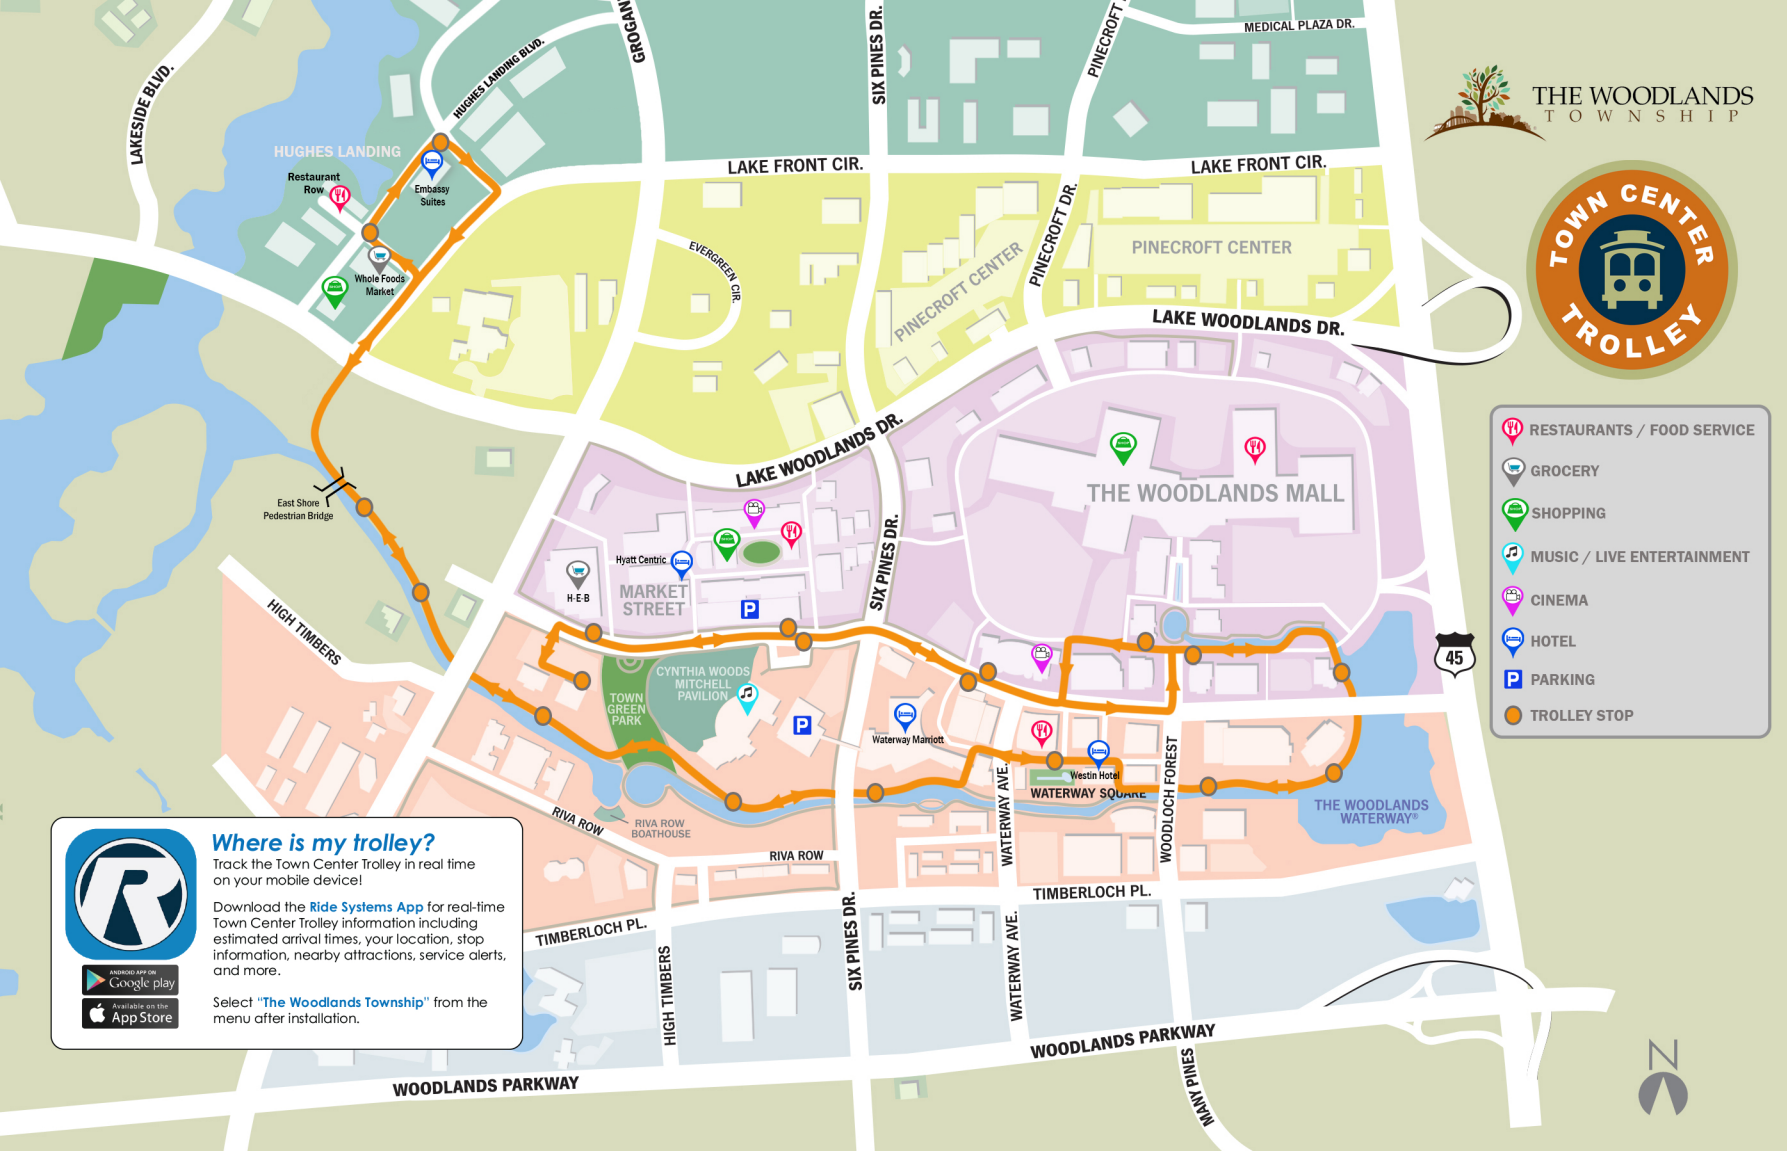 LAKESIDE BLVD.
HUGHES LANDING BLVD.
GROGAN
SIX PINES DR.
PINECROFT
MEDICAL PLAZA DR.
THE WOODLANDS
TOWNSHIP
HUGHES LANDING
Restaurant
Row
Embassy
Suites
Whole Foods
Market
LAKE FRONT CIR.
LAKE FRONT CIR.
EVERGREEN CIR.
PINECROFT DR.
PINECROFT CENTER
PINECROFT CENTER
TOWN CENTER
TROLLEY
LAKE WOODLANDS DR.
LAKE WOODLANDS DR.
THE WOODLANDS MALL
RESTAURANTS / FOOD SERVICE
GROCERY
SHOPPING
MUSIC / LIVE ENTERTAINMENT
CINEMA
HOTEL
P PARKING
TROLLEY STOP
45
East Shore
Pedestrian Bridge
HIGH TIMBERS
H-E-B
Hyatt Centric
MARKET
STREET
P
SIX PINES DR.
TOWN
GREEN
PARK
CYNTHIA WOODS
MITCHELL
PAVILION
P
Waterway Marriott
Westin Hotel
WATERWAY SQUARE
WATERWAY AVE.
WOODLOCH FOREST
THE WOODLANDS
WATERWAY®
RIVA ROW
RIVA ROW
BOATHOUSE
RIVA ROW
TIMBERLOCH PL.
TIMBERLOCH PL.
HIGH TIMBERS
SIX PINES DR.
WATERWAY AVE.
WOODLANDS PARKWAY
WOODLANDS PARKWAY
MANY PINES
N
R
Where is my trolley?
Track the Town Center Trolley in real time
on your mobile device!
Download the Ride Systems App for real-time
Town Center Trolley information including
estimated arrival times, your location, stop
information, nearby attractions, service alerts,
and more.
Select "The Woodlands Township" from the
menu after installation.
ANDROID APP ON
Google play
Available on the
App Store